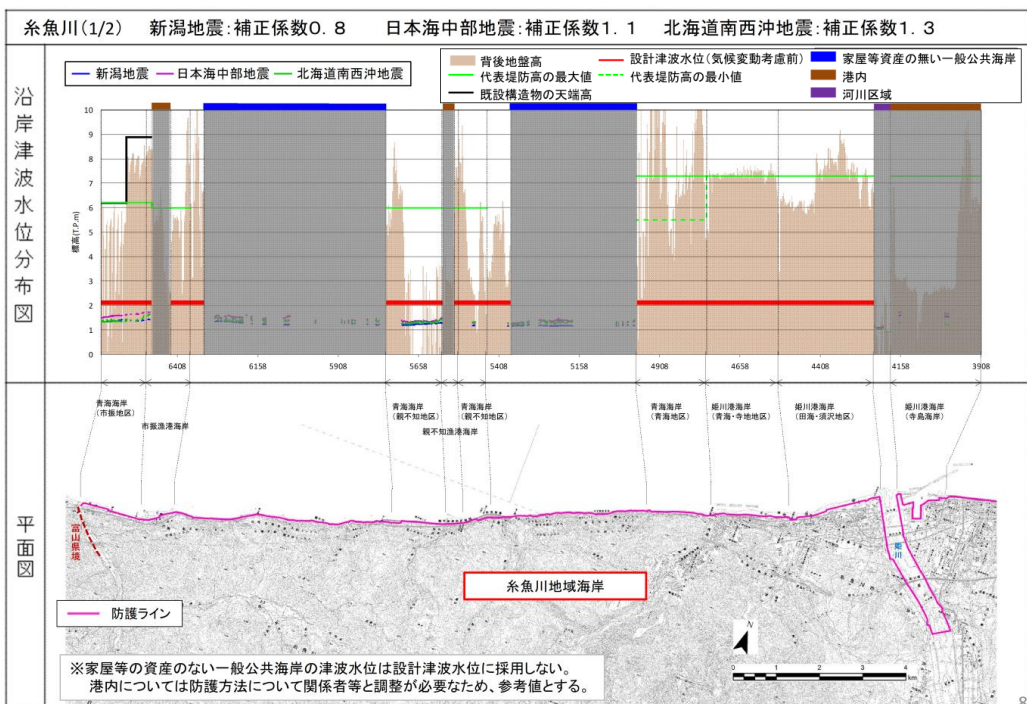 糸魚川(1/2)　新潟地震:補正係数0.8　日本海中部地震:補正係数1.1　北海道南西沖地震:補正係数1.3
沿岸津波水位分布図
新潟地震　日本海中部地震　北海道南西沖地震
背後地盤高　設計津波水位(気候変動考慮前)　家屋等資産の無い一般公共海岸
代表堤防高の最大値　代表堤防高の最小値　港内
既設構造物の天端高　河川区域
標高(T.P.m)
10
9
8
7
6
5
4
3
2
1
0
6408　6158　5908　5658　5408　5158　4908　4658　4408　4158　3908
青海海岸
(市振地区)
市振漁港海岸
青海海岸
(親不知地区)
親不知漁港海岸
青海海岸
(親不知地区)
青海海岸
(青海地区)
姫川港海岸
(青海・寺地地区)
姫川港海岸
(田海・須沢地区)
姫川港海岸
(寺島海岸)
平面図
富山県境
姫川
糸魚川地域海岸
防護ライン
N
0　1　2　3　4
km
※家屋等の資産のない一般公共海岸の津波水位は設計津波水位に採用しない。
港内については防護方法について関係者等と調整が必要なため、参考値とする。
8